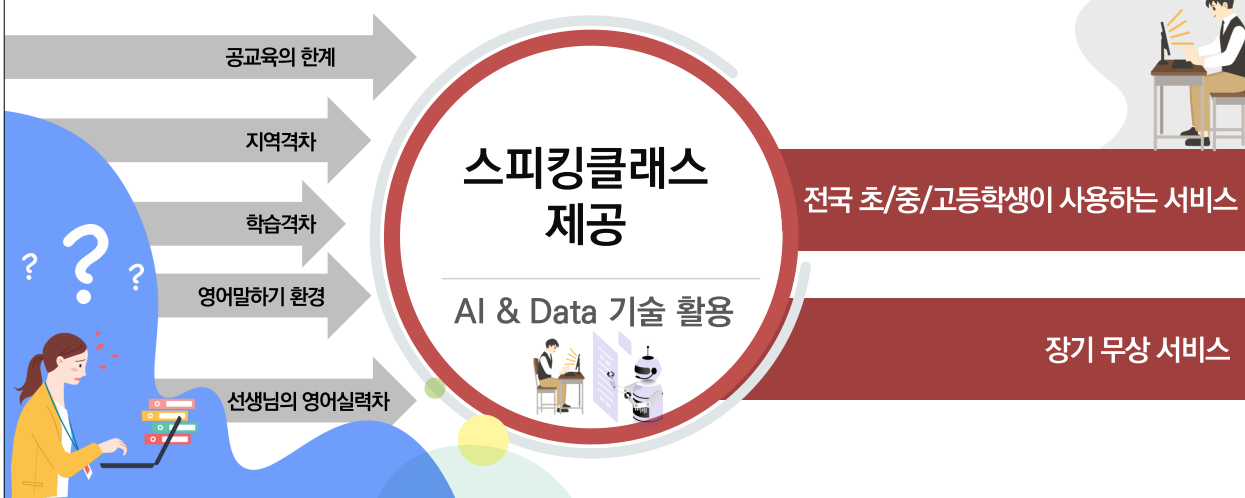 공교육의 한계
지역격차
학습격차
영어말하기 환경
선생님의 영어실력차
스피킹클래스
제공
AI & Data 기술 활용
전국 초/중/고등학생이 사용하는 서비스
장기 무상 서비스
? ? ?